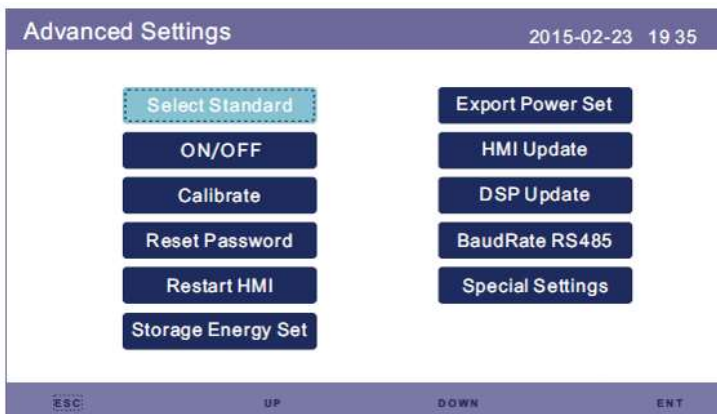 Advanced Settings 2015-02-23 19 35
Select Standard
ON/OFF
Calibrate
Reset Password
Restart HMI
Storage Energy Set
Export Power Set
HMI Update
DSP Update
BaudRate RS485
Special Settings
ESC UP DOWN ENT